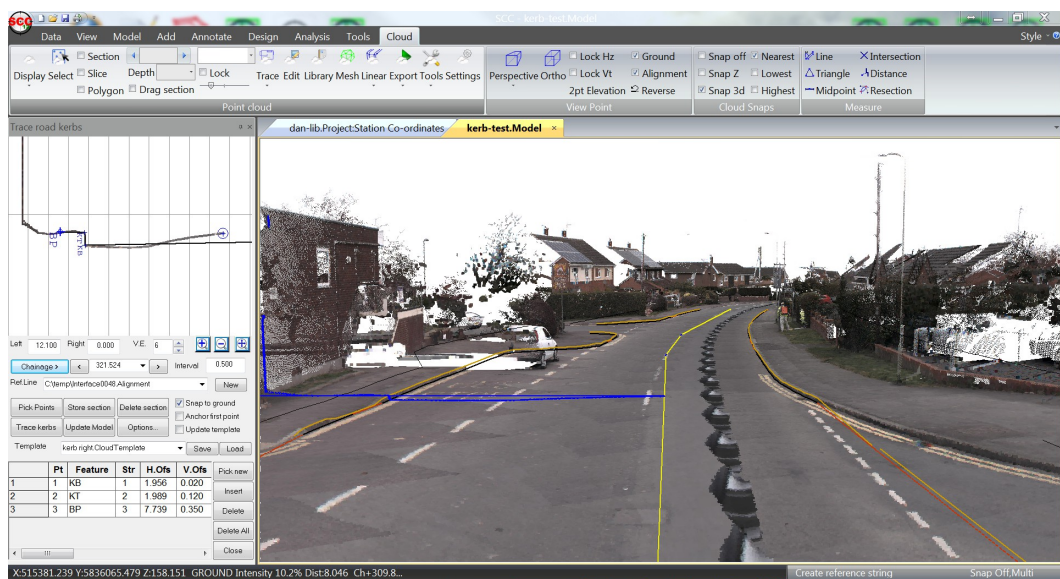 SCC
SCC - kerb-test.Model
Data View Model Add Annotate Design Analysis Tools Cloud
Style
Display Select Section Slice Polygon Depth Drag section Lock Trace Edit Library Mesh Linear Export Tools Settings
Point cloud
Perspective Ortho Lock Hz Lock Vt 2pt Elevation Ground Alignment Reverse
View Point
Snap off Snap Z Snap 3d Nearest Lowest Highest
Cloud Snaps
Line Triangle Midpoint Intersection Distance Resection
Measure
Trace road kerbs
dan-lib.Project:Station Co-ordinates kerb-test.Model
BP KT KB
Left 12.100 Right 0.000 V.E. 6
Chainage > < 321.524 > Interval 0.500
Ref.Line C:\temp\Interface0048.Alignment New
Pick Points Store section Delete section Snap to ground
Anchor first point
Trace kerbs Update Model Options... Update template
Template kerb right.CloudTemplate Save Load
Pt Feature Str H.Ofs V.Ofs Pick new
1 1 KB 1 1.956 0.020
2 2 KT 2 1.989 0.120 Insert
3 3 BP 3 7.739 0.350 Delete
Delete All
Close
X:515381.239 Y:5836065.479 Z:158.151 GROUND Intensity 10.2% Dist:8.046 Ch+309.8...
Create reference string Snap Off,Multi